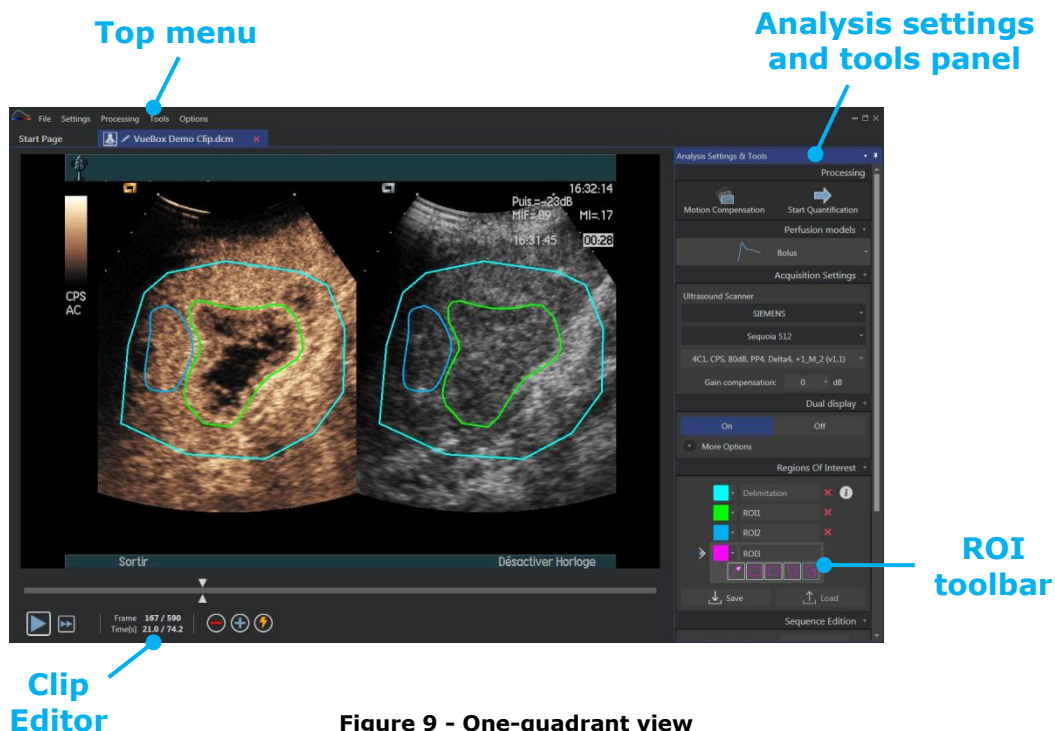 Top menu
Analysis settings
and tools panel
File Settings Processing Tools Options
Start Page
VueBox Demo Clip.dcm
Analysis Settings & Tools
Processing
Motion Compensation Start Quantification
Perfusion models
Bolus
Acquisition Settings
Ultrasound Scanner
SIEMENS
Sequoia 512
4C1, CPS, 80dB, PP4, Delta4, +1_M_2 (v1.1)
Gain compensation: 0 dB
Dual display
On Off
More Options
Regions Of Interest
Delimitation
ROI1
ROI2
ROI3
Save Load
Sequence Edition
16:32:14
Puis.=-23dB
MIF=.09 MI=.17
16:31:45 00:28
CPS
AC
Sortir Désactiver Horloge
Frame 167 / 590
Time[s] 21.0 / 74.2
ROI
toolbar
Clip
Editor
Figure 9 - One-quadrant view